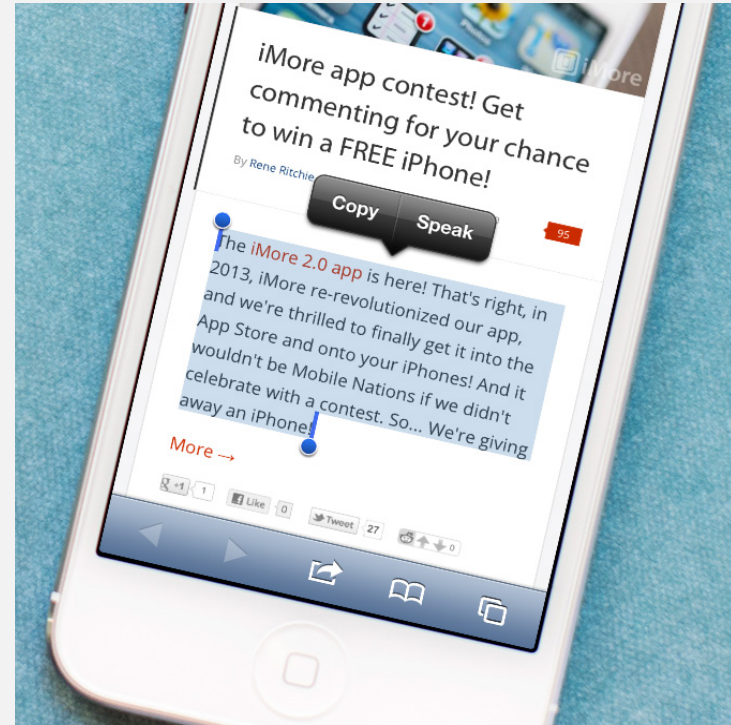 iMore
iMore app contest! Get
commenting for your chance
to win a FREE iPhone!
By Rene Ritchie
Copy
Speak
95
The iMore 2.0 app is here! That's right, in
2013, iMore re-revolutionized our app,
and we're thrilled to finally get it into the
App Store and onto your iPhones! And it
wouldn't be Mobile Nations if we didn't
celebrate with a contest. So... We're giving
away an iPhone!
More →
g +1 1
Like 0
Tweet 27
0